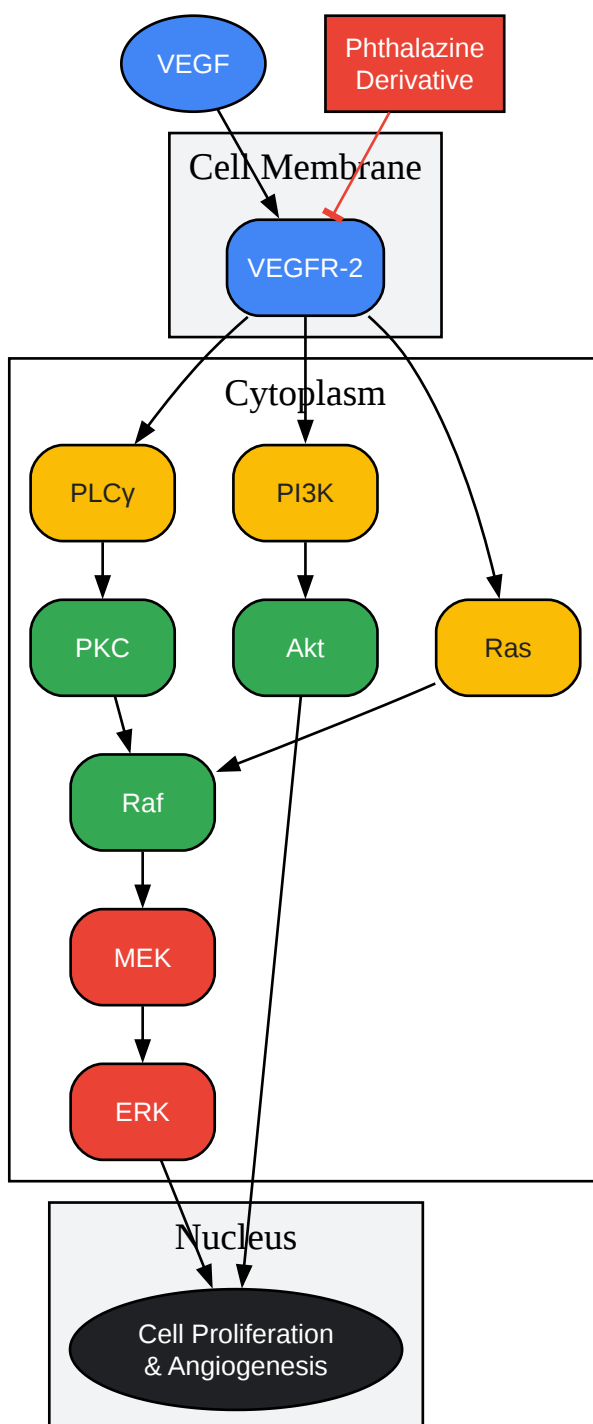 VEGF
Phthalazine
Derivative
Cell Membrane
VEGFR-2
Cytoplasm
PLCγ
PI3K
PKC
Akt
Ras
Raf
MEK
ERK
Nucleus
Cell Proliferation
& Angiogenesis